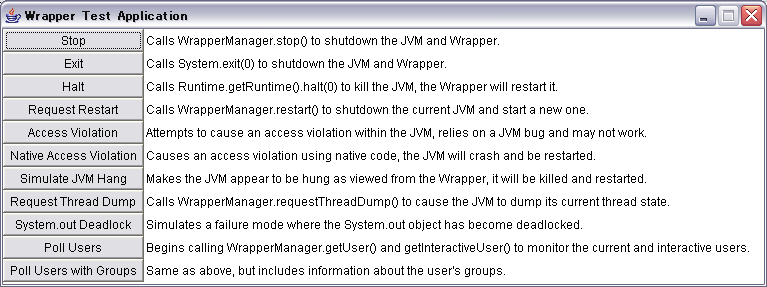 Wrapper Test Application
Stop Calls WrapperManager.stop() to shutdown the JVM and Wrapper.
Exit Calls System.exit(0) to shutdown the JVM and Wrapper.
Halt Calls Runtime.getRuntime().halt(0) to kill the JVM, the Wrapper will restart it.
Request Restart Calls WrapperManager.restart() to shutdown the current JVM and start a new one.
Access Violation Attempts to cause an access violation within the JVM, relies on a JVM bug and may not work.
Native Access Violation Causes an access violation using native code, the JVM will crash and be restarted.
Simulate JVM Hang Makes the JVM appear to be hung as viewed from the Wrapper, it will be killed and restarted.
Request Thread Dump Calls WrapperManager.requestThreadDump() to cause the JVM to dump its current thread state.
System.out Deadlock Simulates a failure mode where the System.out object has become deadlocked.
Poll Users Begins calling WrapperManager.getUser() and getInteractiveUser() to monitor the current and interactive users.
Poll Users with Groups Same as above, but includes information about the user's groups.